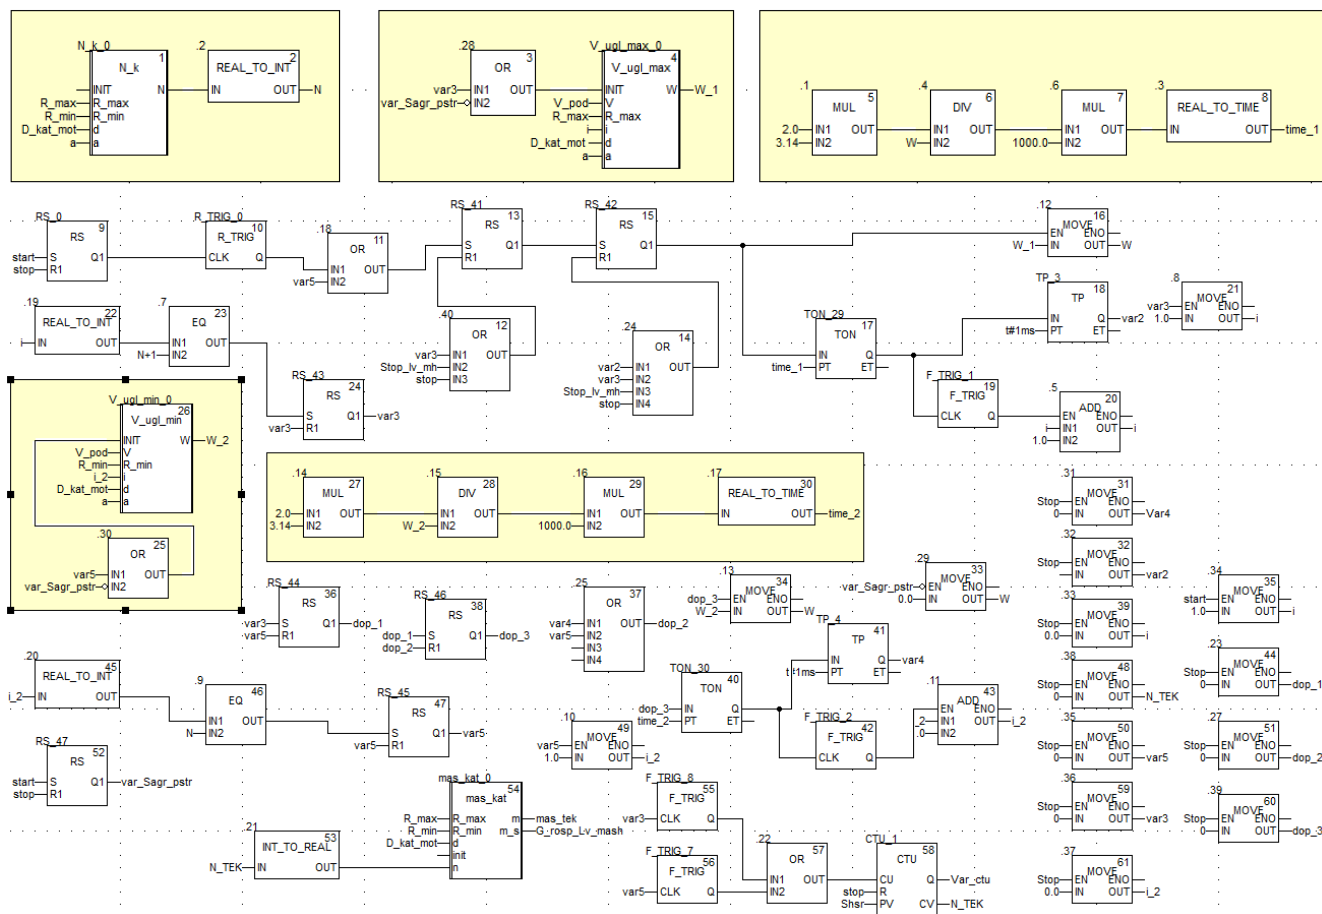 N_k_0
1
N_k
INIT
N
R_max
R_max
R_min
R_min
D_kat_mot
d
a
a
.2
2
REAL_TO_INT
IN
OUT
N
.28
3
OR
var3
IN1
OUT
var_Sagr_pstr
IN2
V_ugl_max_0
4
V_ugl_max
INIT
W
W_1
V_pod
V
R_max
R_max
i
i
D_kat_mot
d
a
a
.1
5
MUL
2.0
IN1
OUT
3.14
IN2
.4
6
DIV
IN1
OUT
W
IN2
.6
7
MUL
IN1
OUT
1000.0
IN2
.3
8
REAL_TO_TIME
IN
OUT
time_1
RS_0
9
RS
start
S
Q1
stop
R1
R_TRIG_0
10
R_TRIG
CLK
Q
.18
11
OR
IN1
OUT
var5
IN2
RS_41
13
RS
S
Q1
R1
RS_42
15
RS
S
Q1
R1
.12
16
MOVE
EN
ENO
W_1
IN
OUT
W
.19
22
REAL_TO_INT
i
IN
OUT
.7
23
EQ
IN1
OUT
N+1
IN2
.40
12
OR
var3
IN1
OUT
Stop_lv_mh
IN2
stop
IN3
.24
14
OR
var2
IN1
OUT
var3
IN2
Stop_lv_mh
IN3
stop
IN4
TON_29
17
TON
IN
Q
time_1
PT
ET
TP_3
18
TP
IN
Q
var2
t#1ms
PT
ET
.8
21
MOVE
var3
EN
ENO
1.0
IN
OUT
i
RS_43
24
RS
S
Q1
var3
var3
R1
F_TRIG_1
19
F_TRIG
CLK
Q
.5
20
ADD
EN
ENO
i
IN1
OUT
i
1.0
IN2
V_ugl_min_0
26
V_ugl_min
INIT
W
W_2
V_pod
V
R_min
R_min
i_2
i
D_kat_mot
d
a
a
.30
25
OR
var5
IN1
OUT
var_Sagr_pstr
IN2
.14
27
MUL
2.0
IN1
OUT
3.14
IN2
.15
28
DIV
IN1
OUT
W_2
IN2
.16
29
MUL
IN1
OUT
1000.0
IN2
.17
30
REAL_TO_TIME
IN
OUT
time_2
.31
31
MOVE
Stop
EN
ENO
0
IN
OUT
Var4
.32
32
MOVE
Stop
EN
ENO
IN
OUT
var2
RS_44
36
RS
var3
S
Q1
dop_1
var5
R1
RS_46
38
RS
dop_1
S
Q1
dop_3
dop_2
R1
.25
37
OR
var4
IN1
OUT
dop_2
var5
IN2
IN3
IN4
.13
34
MOVE
dop_3
EN
ENO
W_2
IN
OUT
W
.29
33
MOVE
var_Sagr_pstr
EN
ENO
0.0
IN
OUT
W
.34
35
MOVE
start
EN
ENO
1.0
IN
OUT
i
.33
39
MOVE
Stop
EN
ENO
0.0
IN
OUT
i
TP_4
41
TP
IN
Q
var4
t#1ms
PT
ET
.20
45
REAL_TO_INT
i_2
IN
OUT
.9
46
EQ
IN1
OUT
N
IN2
RS_45
47
RS
S
Q1
var5
var5
R1
TON_30
40
TON
dop_3
IN
Q
time_2
PT
ET
F_TRIG_2
42
F_TRIG
CLK
Q
.11
43
ADD
EN
ENO
_2
IN1
OUT
i_2
.0
IN2
.38
48
MOVE
Stop
EN
ENO
0
IN
OUT
N_TEK
.23
44
MOVE
Stop
EN
ENO
0
IN
OUT
dop_1
.10
49
MOVE
var5
EN
ENO
1.0
IN
OUT
i_2
.35
50
MOVE
Stop
EN
ENO
0
IN
OUT
var5
.27
51
MOVE
Stop
EN
ENO
0
IN
OUT
dop_2
RS_47
52
RS
start
S
Q1
var_Sagr_pstr
stop
R1
mas_kat_0
54
mas_kat
R_max
R_max
m
mas_tek
R_min
R_min
m_s
G_rosp_Lv_mash
D_kat_mot
d
init
n
.21
53
INT_TO_REAL
N_TEK
IN
OUT
F_TRIG_8
55
F_TRIG
var3
CLK
Q
F_TRIG_7
56
F_TRIG
var5
CLK
Q
.22
57
OR
IN1
OUT
IN2
CTU_1
58
CTU
CU
Q
Var_ctu
stop
R
Shsr
PV
CV
N_TEK
.36
59
MOVE
Stop
EN
ENO
0
IN
OUT
var3
.39
60
MOVE
Stop
EN
ENO
0
IN
OUT
dop_3
.37
61
MOVE
Stop
EN
ENO
0.0
IN
OUT
i_2